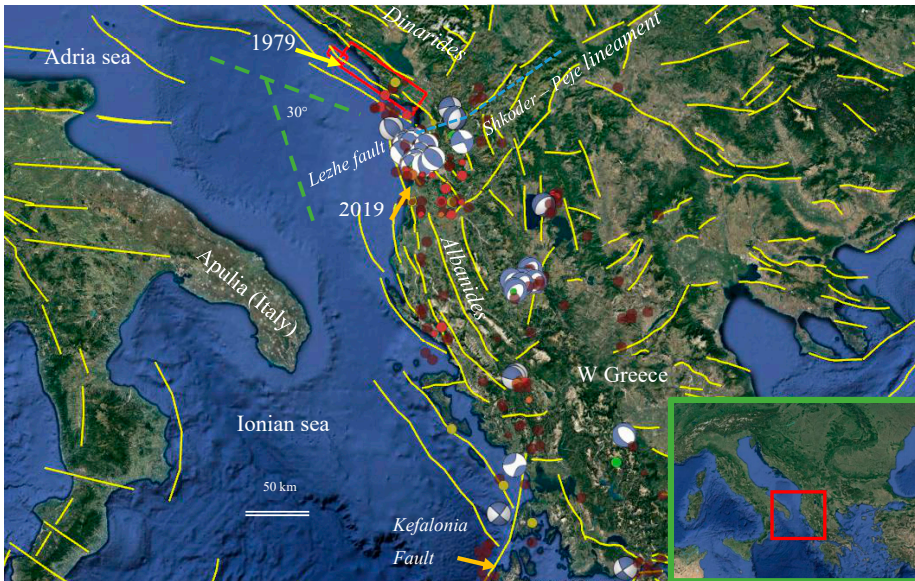 Dinarides
1979
Adria sea
Shkoder – Peje lineament
30°
Lezhe fault
2019
Albanides
Apulia (Italy)
W Greece
Ionian sea
50 km
Kefalonia
Fault